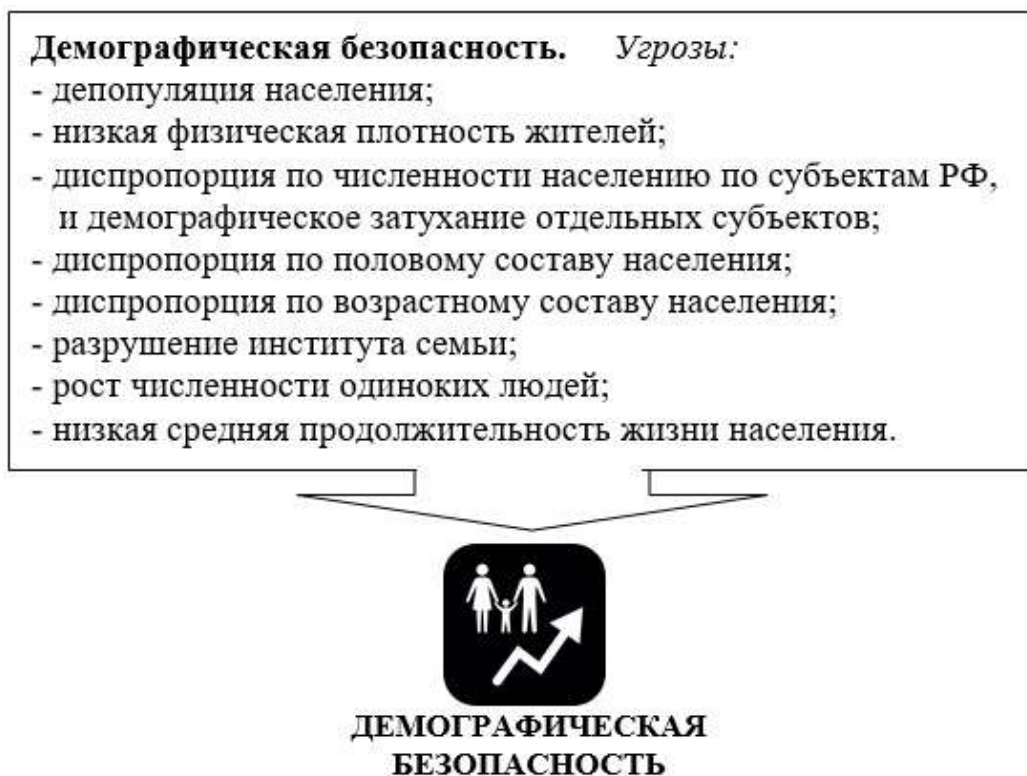 Демографическая безопасность. Угрозы:
- депопуляция населения;
- низкая физическая плотность жителей;
- диспропорция по численности населению по субъектам РФ,
и демографическое затухание отдельных субъектов;
- диспропорция по половому составу населения;
- диспропорция по возрастному составу населения;
- разрушение института семьи;
- рост численности одиноких людей;
- низкая средняя продолжительность жизни населения.
ДЕМОГРАФИЧЕСКАЯ
БЕЗОПАСНОСТЬ